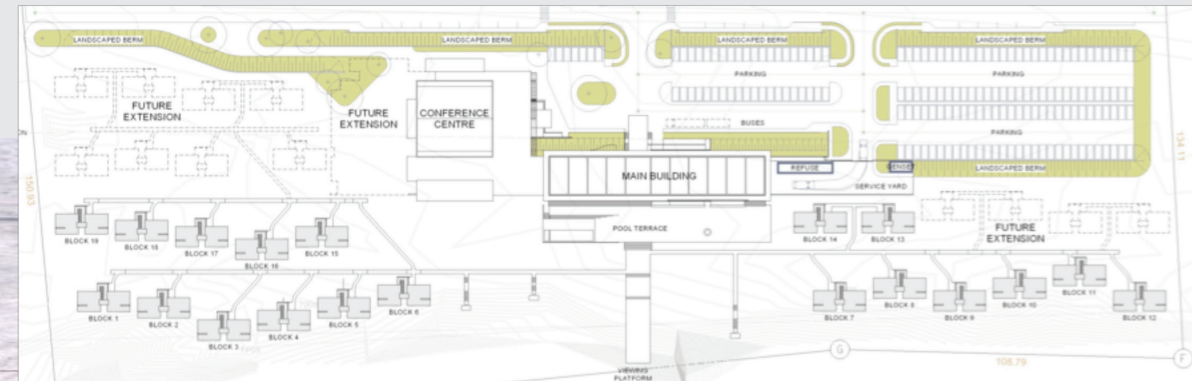 LANDSCAPED BERM
LANDSCAPED BERM
LANDSCAPED BERM
LANDSCAPED BERM
PARKING
PARKING
FUTURE
EXTENSION
FUTURE
EXTENSION
CONFERENCE
CENTRE
BUSES
134.11
MAIN BUILDING
REFUSE
LANDSCAPED BERM
SERVICE YARD
150.93
POOL TERRACE
BLOCK 19
BLOCK 18
BLOCK 17
BLOCK 16
BLOCK 15
BLOCK 14
BLOCK 13
FUTURE
EXTENSION
BLOCK 1
BLOCK 2
BLOCK 3
BLOCK 4
BLOCK 5
BLOCK 6
BLOCK 7
BLOCK 8
BLOCK 9
BLOCK 10
BLOCK 11
BLOCK 12
G
108.79
F
VIEWING
PLATFORM